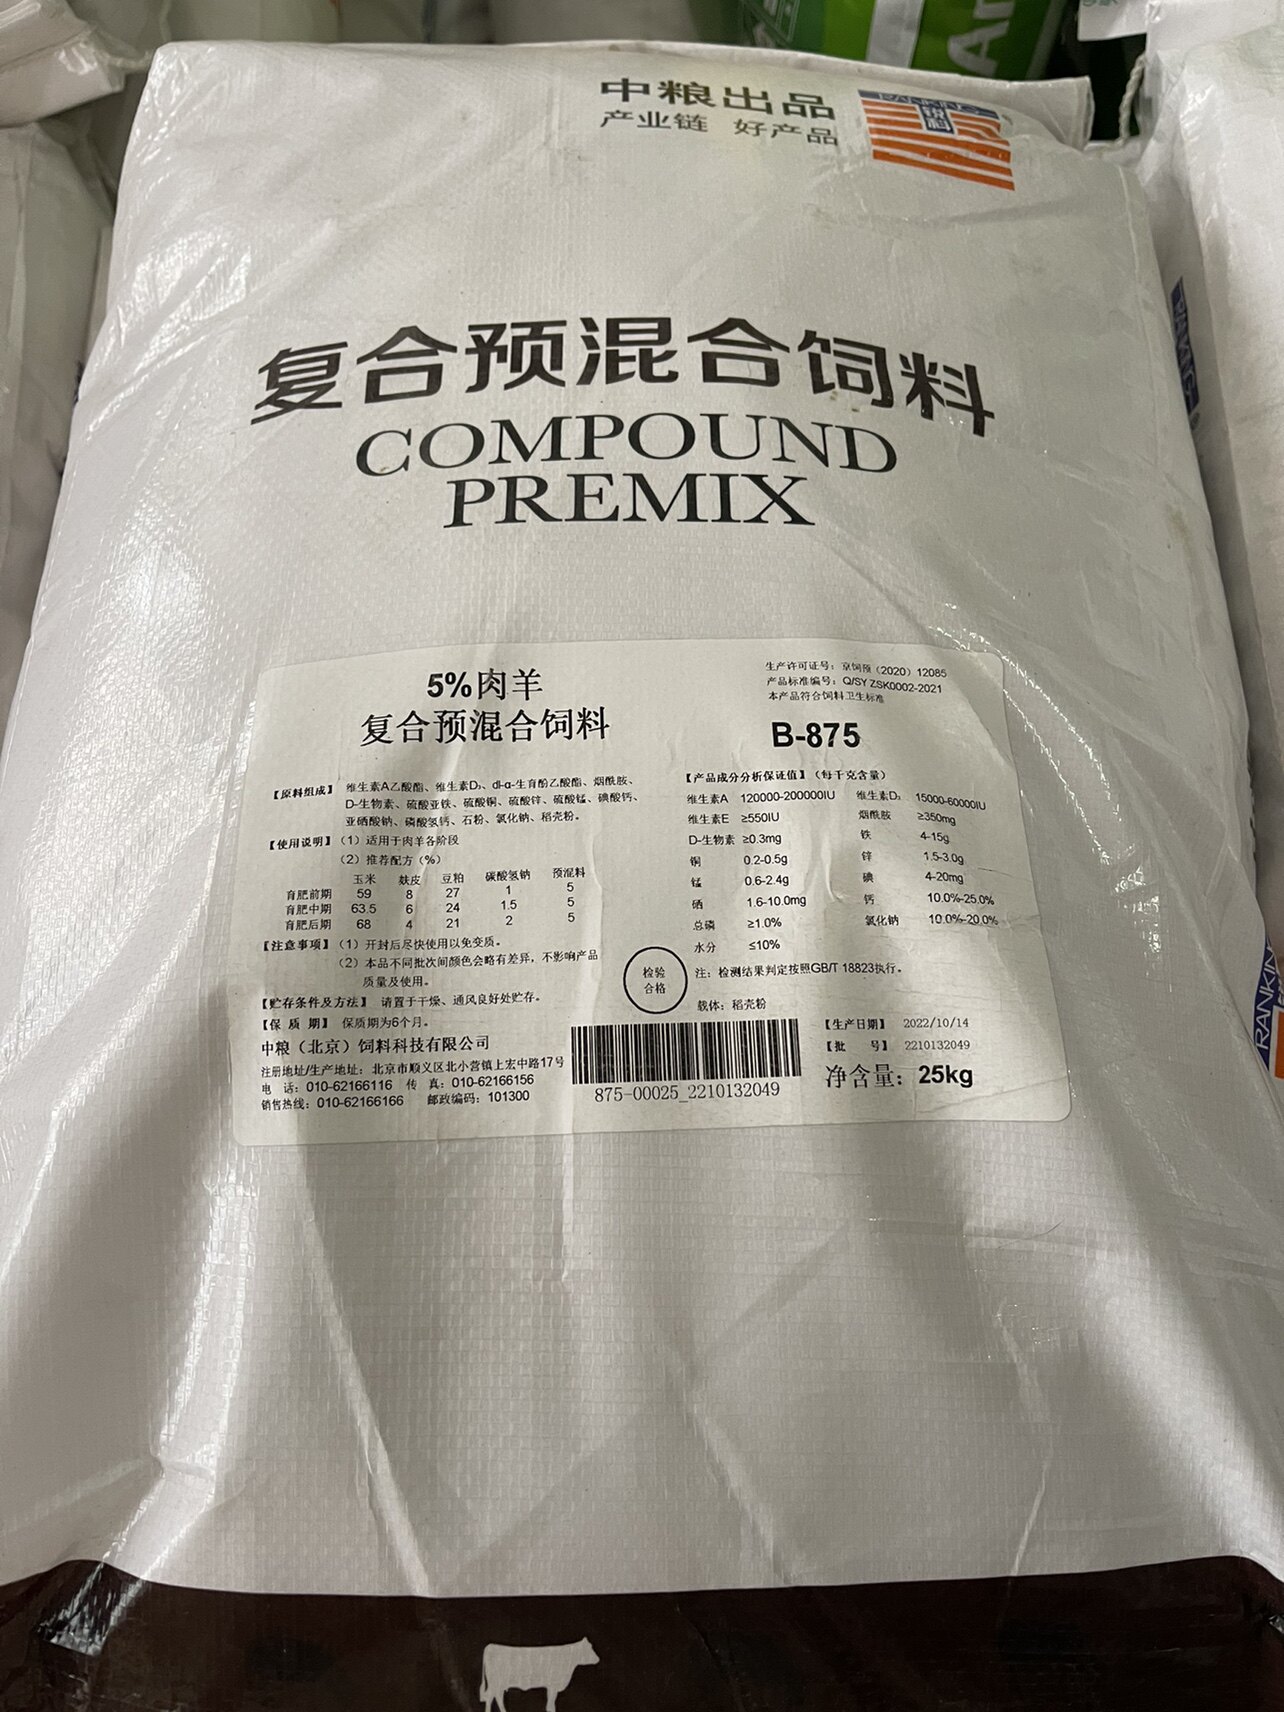 中粮出品
产业链 好产品
RANKING
锐科
复合预混合饲料
COMPOUND
PREMIX
5%肉羊
复合预混合饲料
生产许可证号：京饲预（2020）12085
产品标准编号：Q/SY ZSK0002-2021
本产品符合饲料卫生标准
B-875
【原料组成】 维生素A乙酸酯、维生素D₃、dl-α-生育酚乙酸酯、烟酰胺、
D-生物素、硫酸亚铁、硫酸铜、硫酸锌、硫酸锰、碘酸钙、
亚硒酸钠、磷酸氢钙、石粉、氯化钠、稻壳粉。
【使用说明】（1）适用于肉羊各阶段
（2）推荐配方（%）
玉米 麸皮 豆粕 碳酸氢钠 预混料
育肥前期 59 8 27 1 5
育肥中期 63.5 6 24 1.5 5
育肥后期 68 4 21 2 5
【注意事项】（1）开封后尽快使用以免变质。
（2）本品不同批次间颜色会略有差异，不影响产品
质量及使用。
【贮存条件及方法】 请置于干燥、通风良好处贮存。
【保 质 期】 保质期为6个月。
中粮（北京）饲料科技有限公司
注册地址/生产地址：北京市顺义区北小营镇上宏中路17号
电 话：010-62166116 传 真：010-62166156
销售热线：010-62166166 邮政编码：101300
【产品成分分析保证值】（每千克含量）
维生素A 120000-200000IU 维生素D₃ 15000-60000IU
维生素E ≥550IU 烟酰胺 ≥350mg
D-生物素 ≥0.3mg 铁 4-15g
铜 0.2-0.5g 锌 1.5-3.0g
锰 0.6-2.4g 碘 4-20mg
硒 1.6-10.0mg 钙 10.0%-25.0%
总磷 ≥1.0% 氯化钠 10.0%-20.0%
水分 ≤10%
检验
合格
注：检测结果判定按照GB/T 18823执行。
载体：稻壳粉
875-00025_2210132049
【生产日期】 2022/10/14
【批 号】 2210132049
净含量：25kg
RANKIN